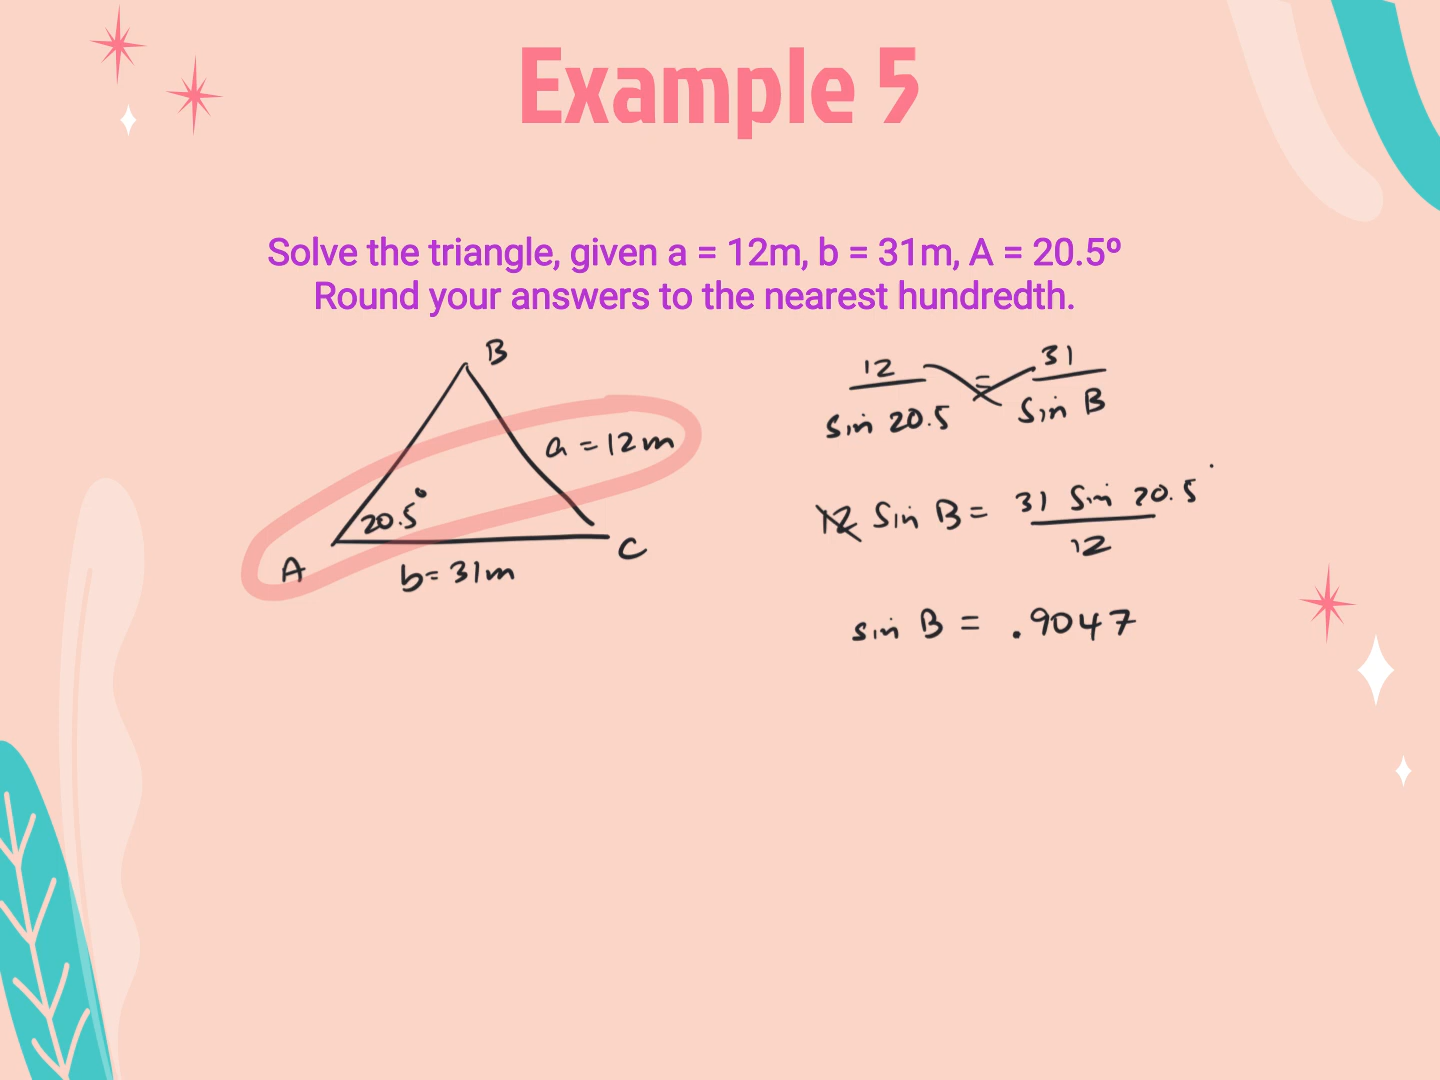 Example 5
Solve the triangle, given a = 12m, b = 31m, A = 20.5º
Round your answers to the nearest hundredth.
B
a = 12m
20.5°
A
b = 31m
C
12 / sin 20.5 = 31 / sin B
12 sin B = 31 sin 20.5 / 12
sin B = .9047